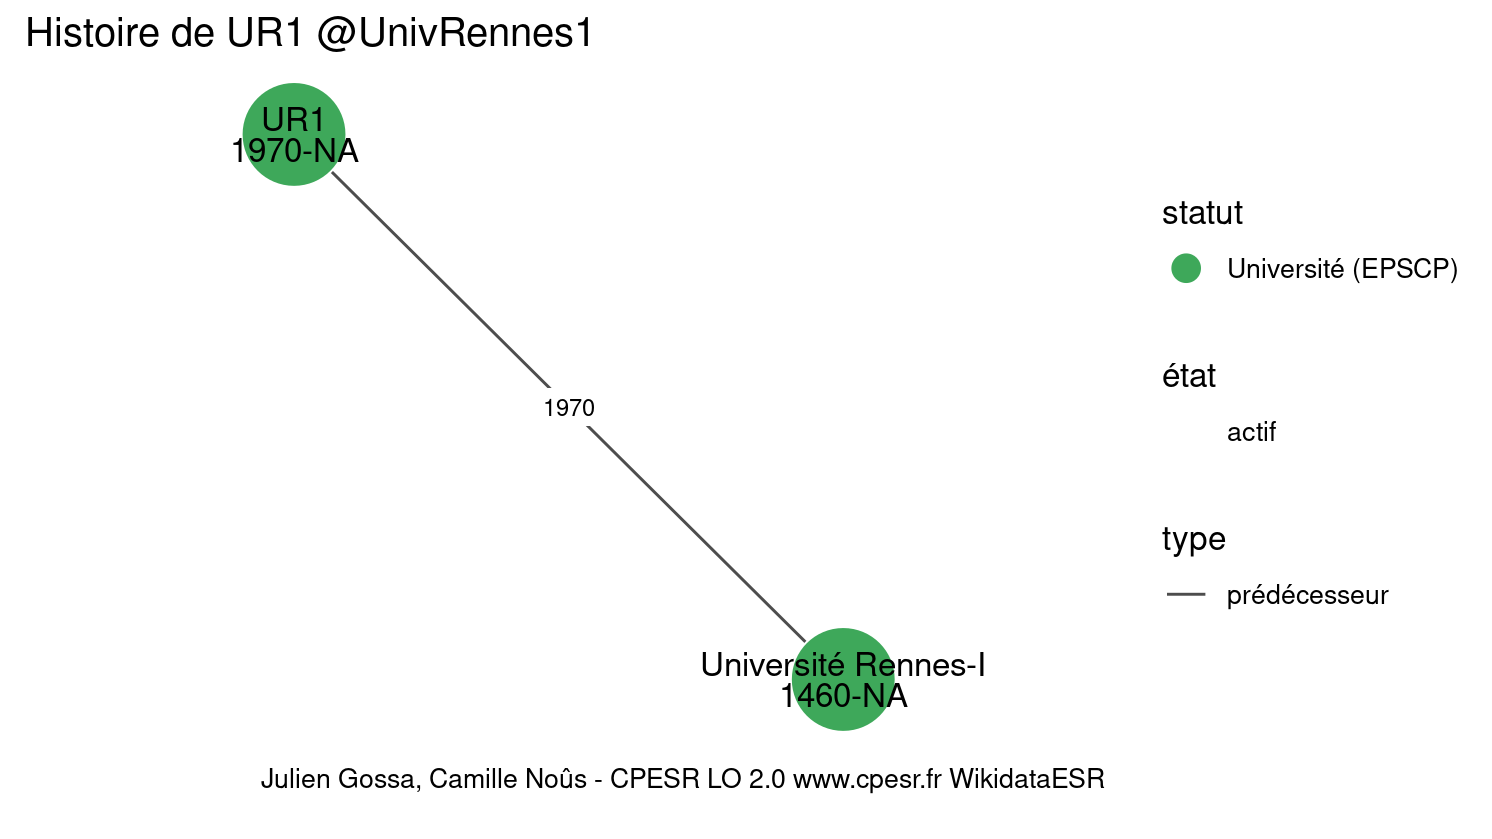 Histoire de UR1 @UnivRennes1
UR1
1970-NA
1970
Université Rennes-I
1460-NA
statut
Université (EPSCP)
état
actif
type
prédécesseur
Julien Gossa, Camille Noûs - CPESR LO 2.0 www.cpesr.fr WikidataESR